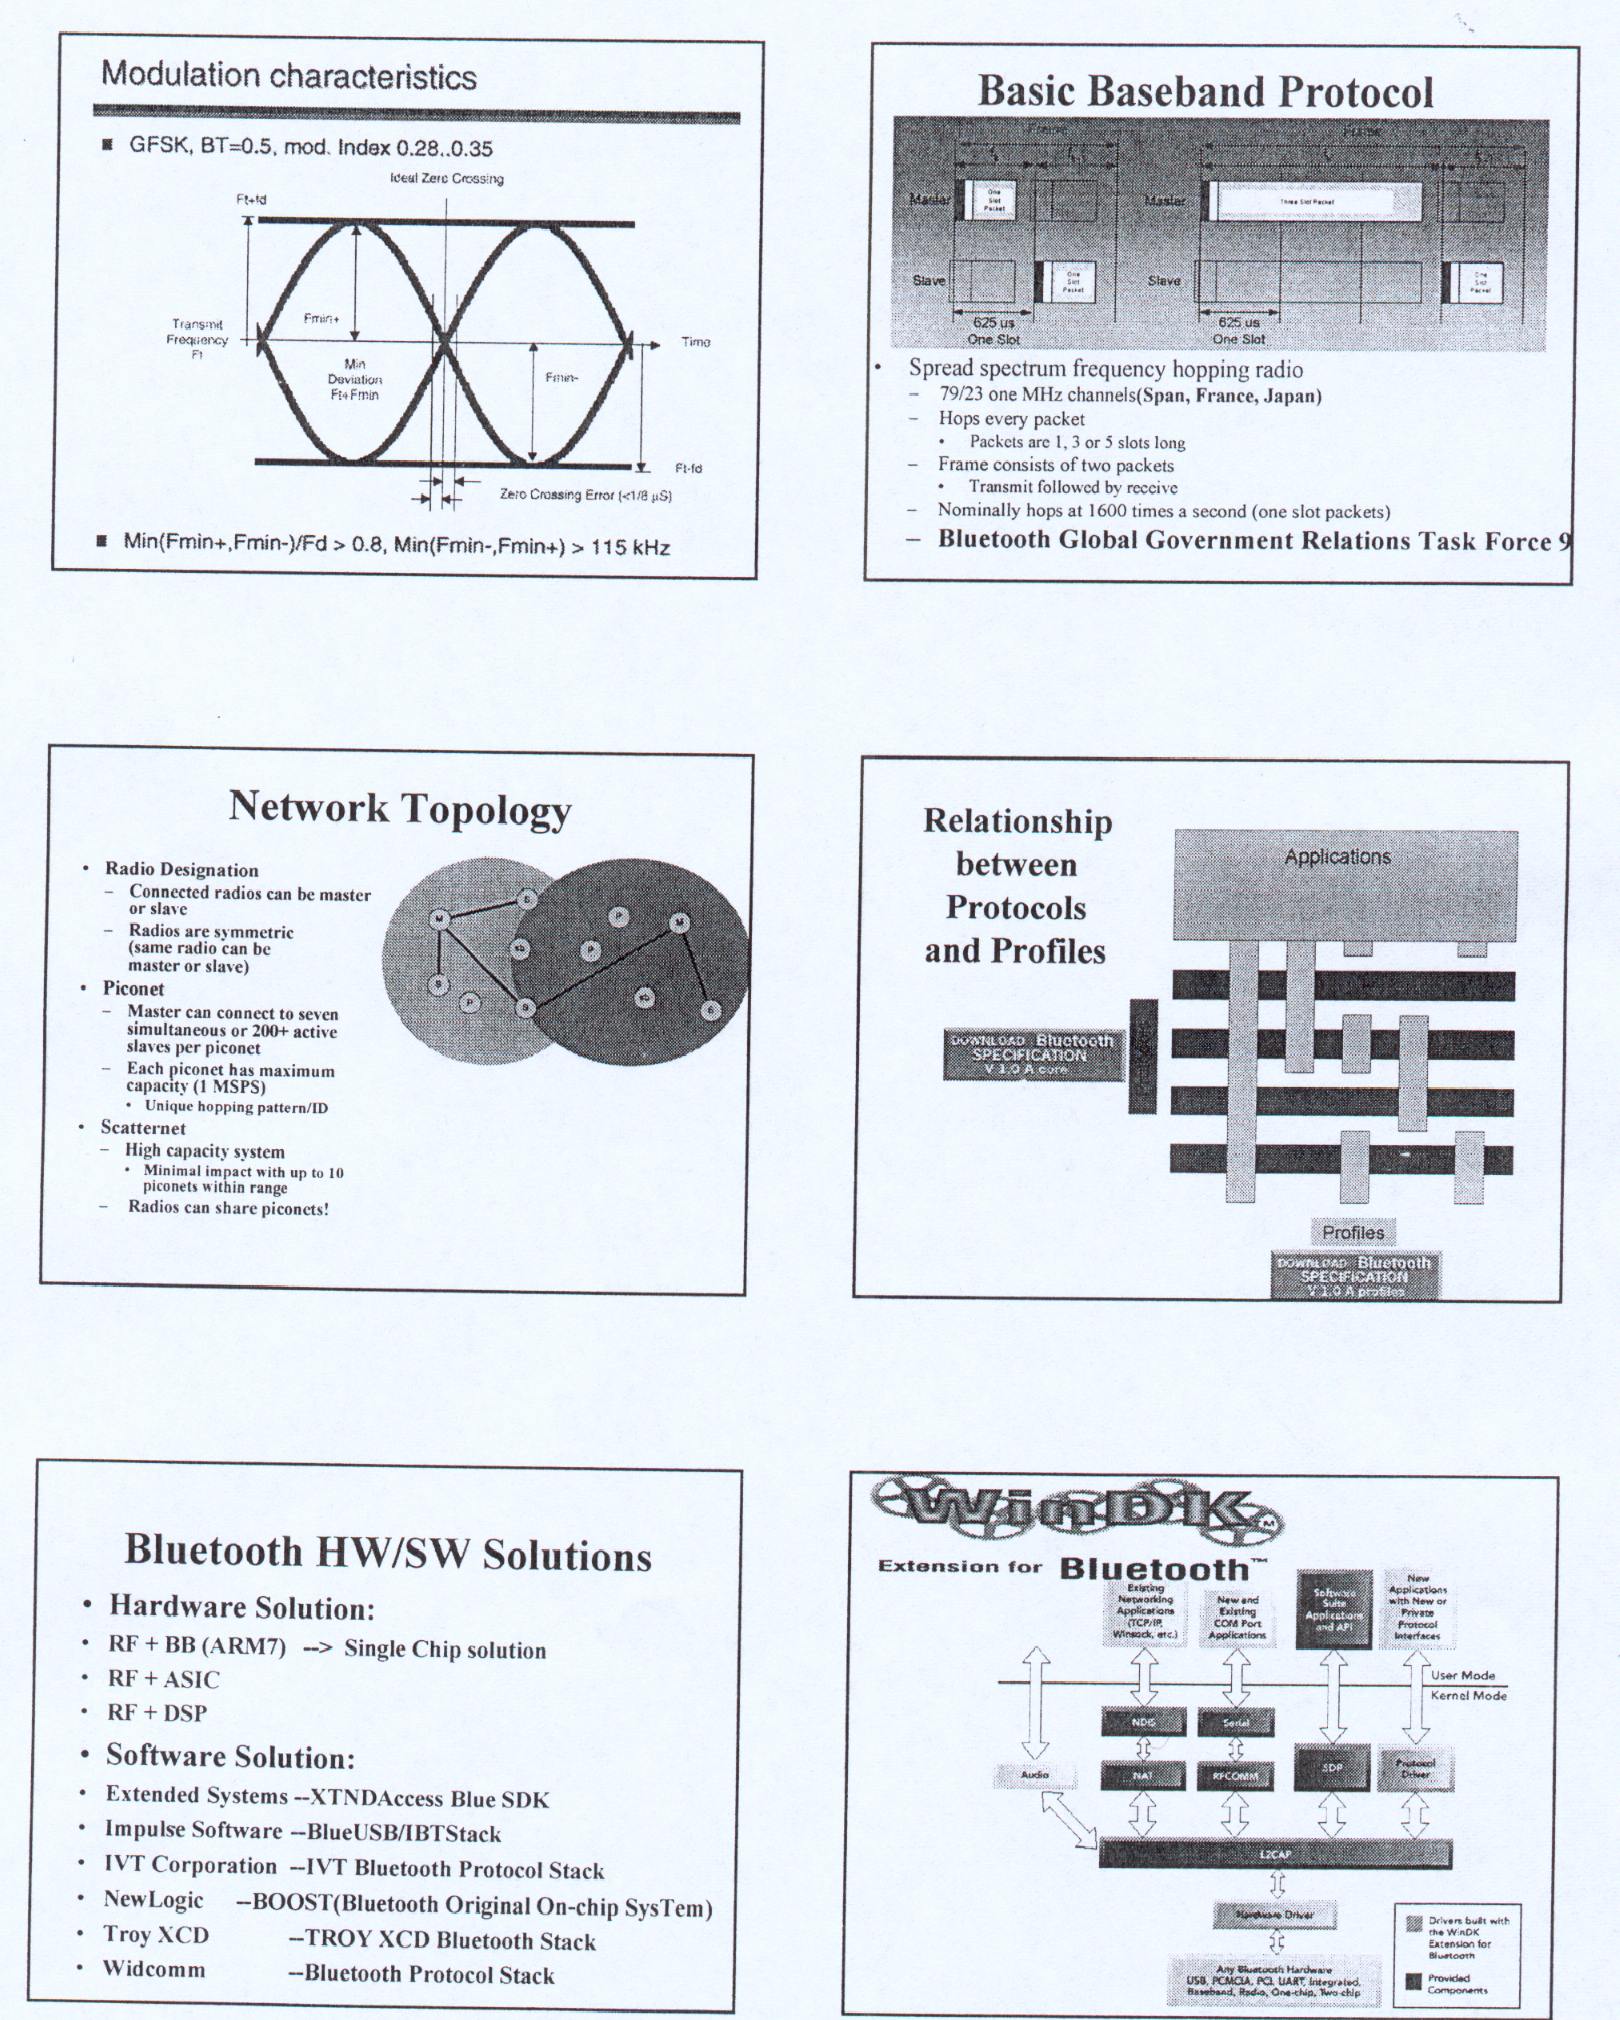 Modulation characteristics
■ GFSK, BT=0.5, mod. Index 0.28..0.35
Ideal Zero Crossing
Ft+fd
Fmin+
Transmit
Frequency
Ft
Time
Min
Deviation
Ft+Fmin
Fmin-
Ft-fd
Zero Crossing Error (<1/8 µS)
■ Min(Fmin+,Fmin-)/Fd > 0.8, Min(Fmin-,Fmin+) > 115 kHz
Basic Baseband Protocol
Frame
Frame
Master
One
Slot
Packet
Master
Three Slot Packet
Slave
One
Slot
Packet
Slave
One
Slot
Packet
625 us
One Slot
625 us
One Slot
• Spread spectrum frequency hopping radio
– 79/23 one MHz channels(Span, France, Japan)
– Hops every packet
• Packets are 1, 3 or 5 slots long
– Frame consists of two packets
• Transmit followed by receive
– Nominally hops at 1600 times a second (one slot packets)
– Bluetooth Global Government Relations Task Force 9
Network Topology
• Radio Designation
– Connected radios can be master
or slave
– Radios are symmetric
(same radio can be
master or slave)
• Piconet
– Master can connect to seven
simultaneous or 200+ active
slaves per piconet
– Each piconet has maximum
capacity (1 MSPS)
• Unique hopping pattern/ID
• Scatternet
– High capacity system
• Minimal impact with up to 10
piconets within range
– Radios can share piconets!
M
S
P
M
sb
P
S
P
S
sb
S
Relationship
between
Protocols
and Profiles
Applications
DOWNLOAD Bluetooth
SPECIFICATION
V 1.0 A core
Profiles
DOWNLOAD Bluetooth
SPECIFICATION
V 1.0 A profiles
Bluetooth HW/SW Solutions
• Hardware Solution:
• RF + BB (ARM7) --> Single Chip solution
• RF + ASIC
• RF + DSP
• Software Solution:
• Extended Systems --XTNDAccess Blue SDK
• Impulse Software --BlueUSB/IBTStack
• IVT Corporation --IVT Bluetooth Protocol Stack
• NewLogic --BOOST(Bluetooth Original On-chip SysTem)
• Troy XCD --TROY XCD Bluetooth Stack
• Widcomm --Bluetooth Protocol Stack
WinDK™
Extension for Bluetooth™
Existing
Networking
Applications
(TCP/IP,
Winsock, etc.)
New and
Existing
COM Port
Applications
Software
Suite
Applications
and API
New
Applications
with New or
Private
Protocol
Interfaces
User Mode
Kernel Mode
NDIS
Serial
Audio
NAT
RFCOMM
SDP
Protocol
Driver
L2CAP
Hardware Driver
Any Bluetooth Hardware
USB, PCMCIA, PCI, UART, Integrated,
Baseband, Radio, One-chip, Two-chip
Drivers built with
the WinDK
Extension for
Bluetooth
Provided
Components